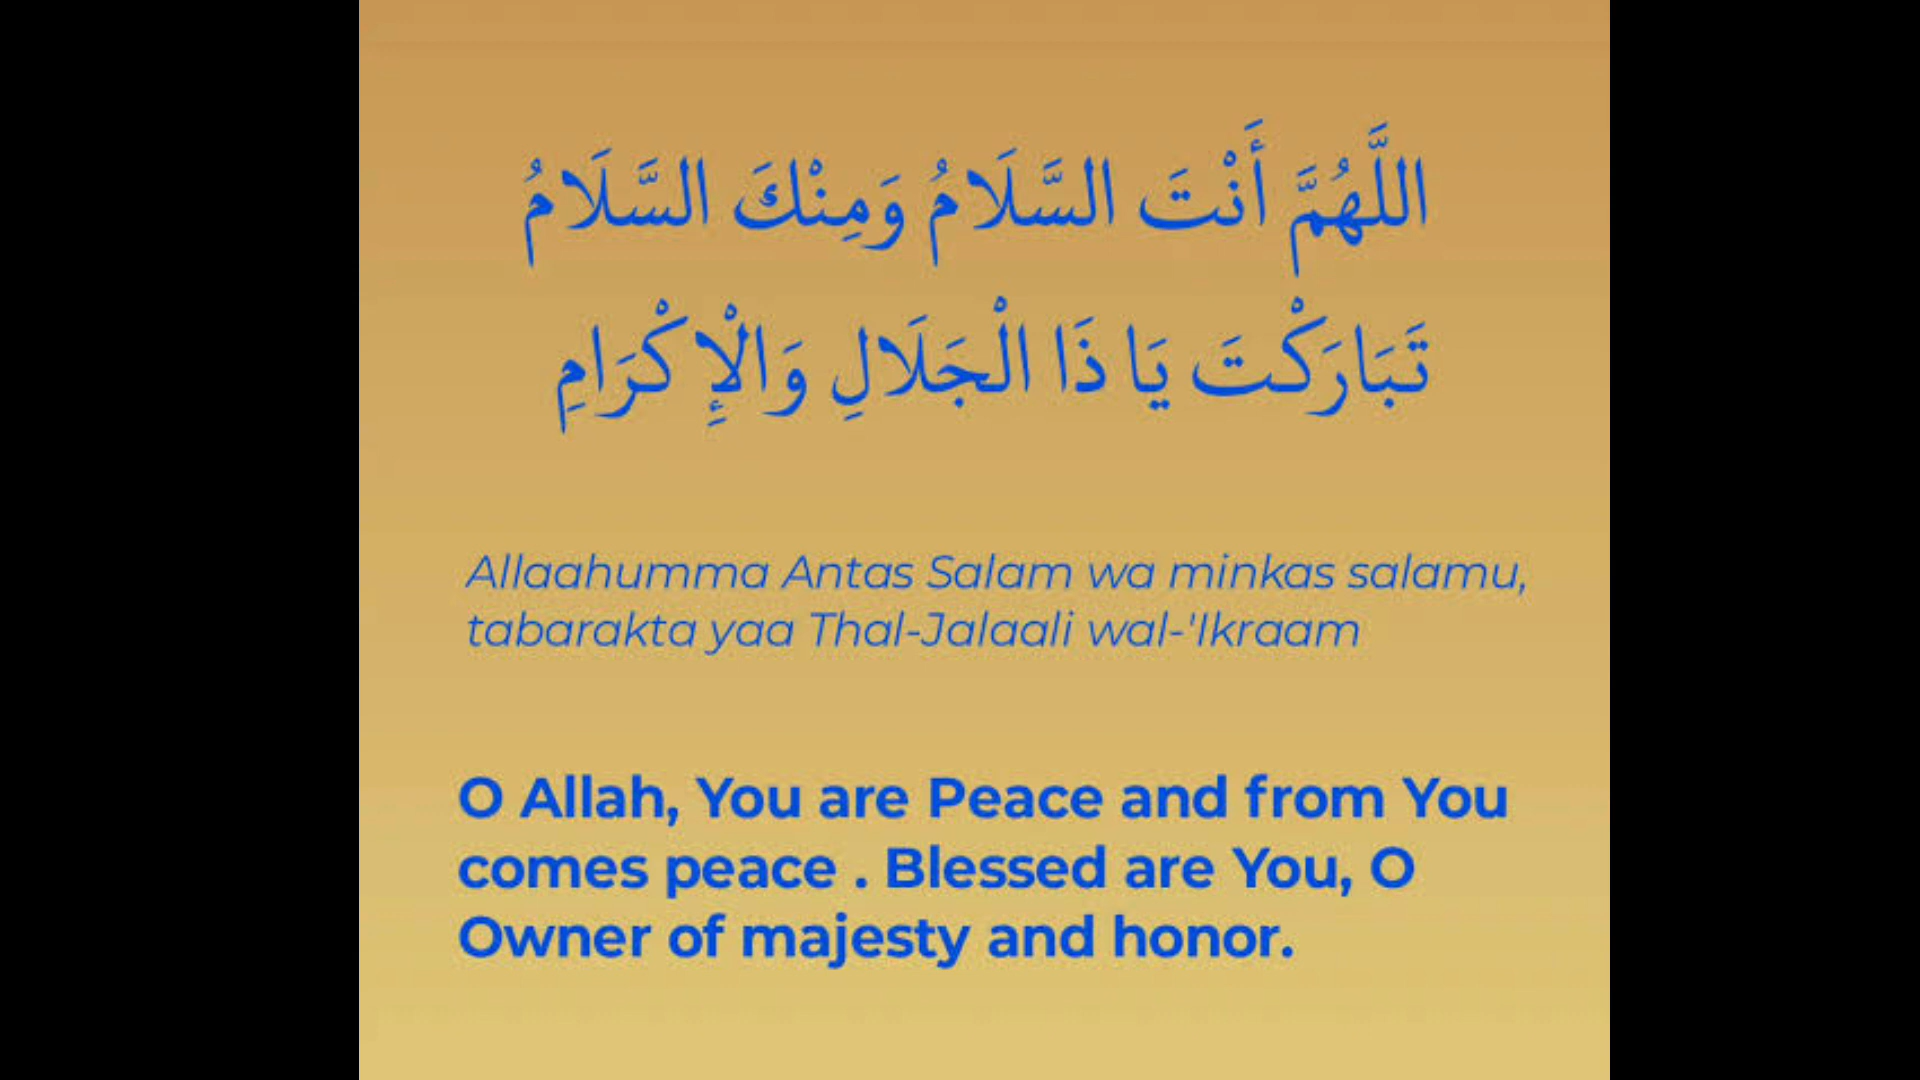 اللَّهُمَّ أَنْتَ السَّلَامُ وَمِنْكَ السَّلَامُ
تَبَارَكْتَ يَا ذَا الْجَلَالِ وَالْإِكْرَامِ
Allaahumma Antas Salam wa minkas salamu,
tabarakta yaa Thal-Jalaali wal-'Ikraam
O Allah, You are Peace and from You
comes peace . Blessed are You, O
Owner of majesty and honor.